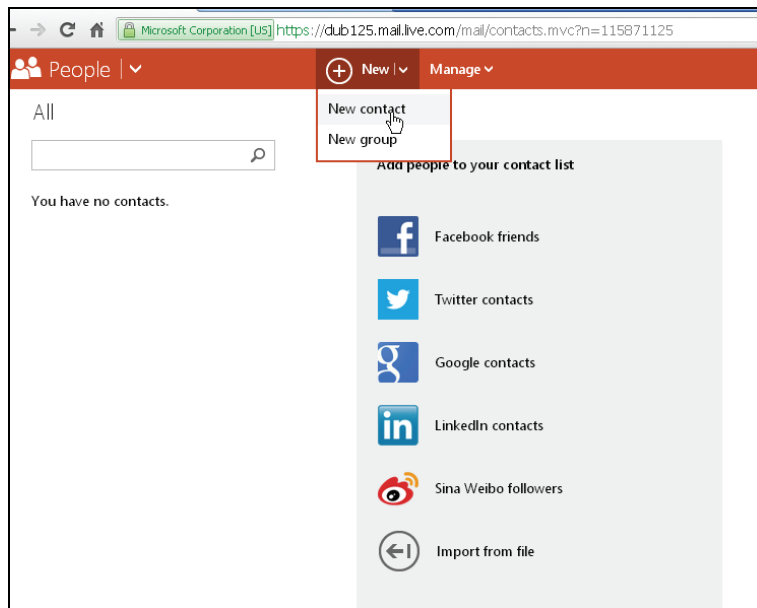 Microsoft Corporation [US] https://dub125.mail.live.com/mail/contacts.mvc?n=115871125
People New Manage
All
New contact
New group
Add people to your contact list
You have no contacts.
Facebook friends
Twitter contacts
Google contacts
LinkedIn contacts
Sina Weibo followers
Import from file